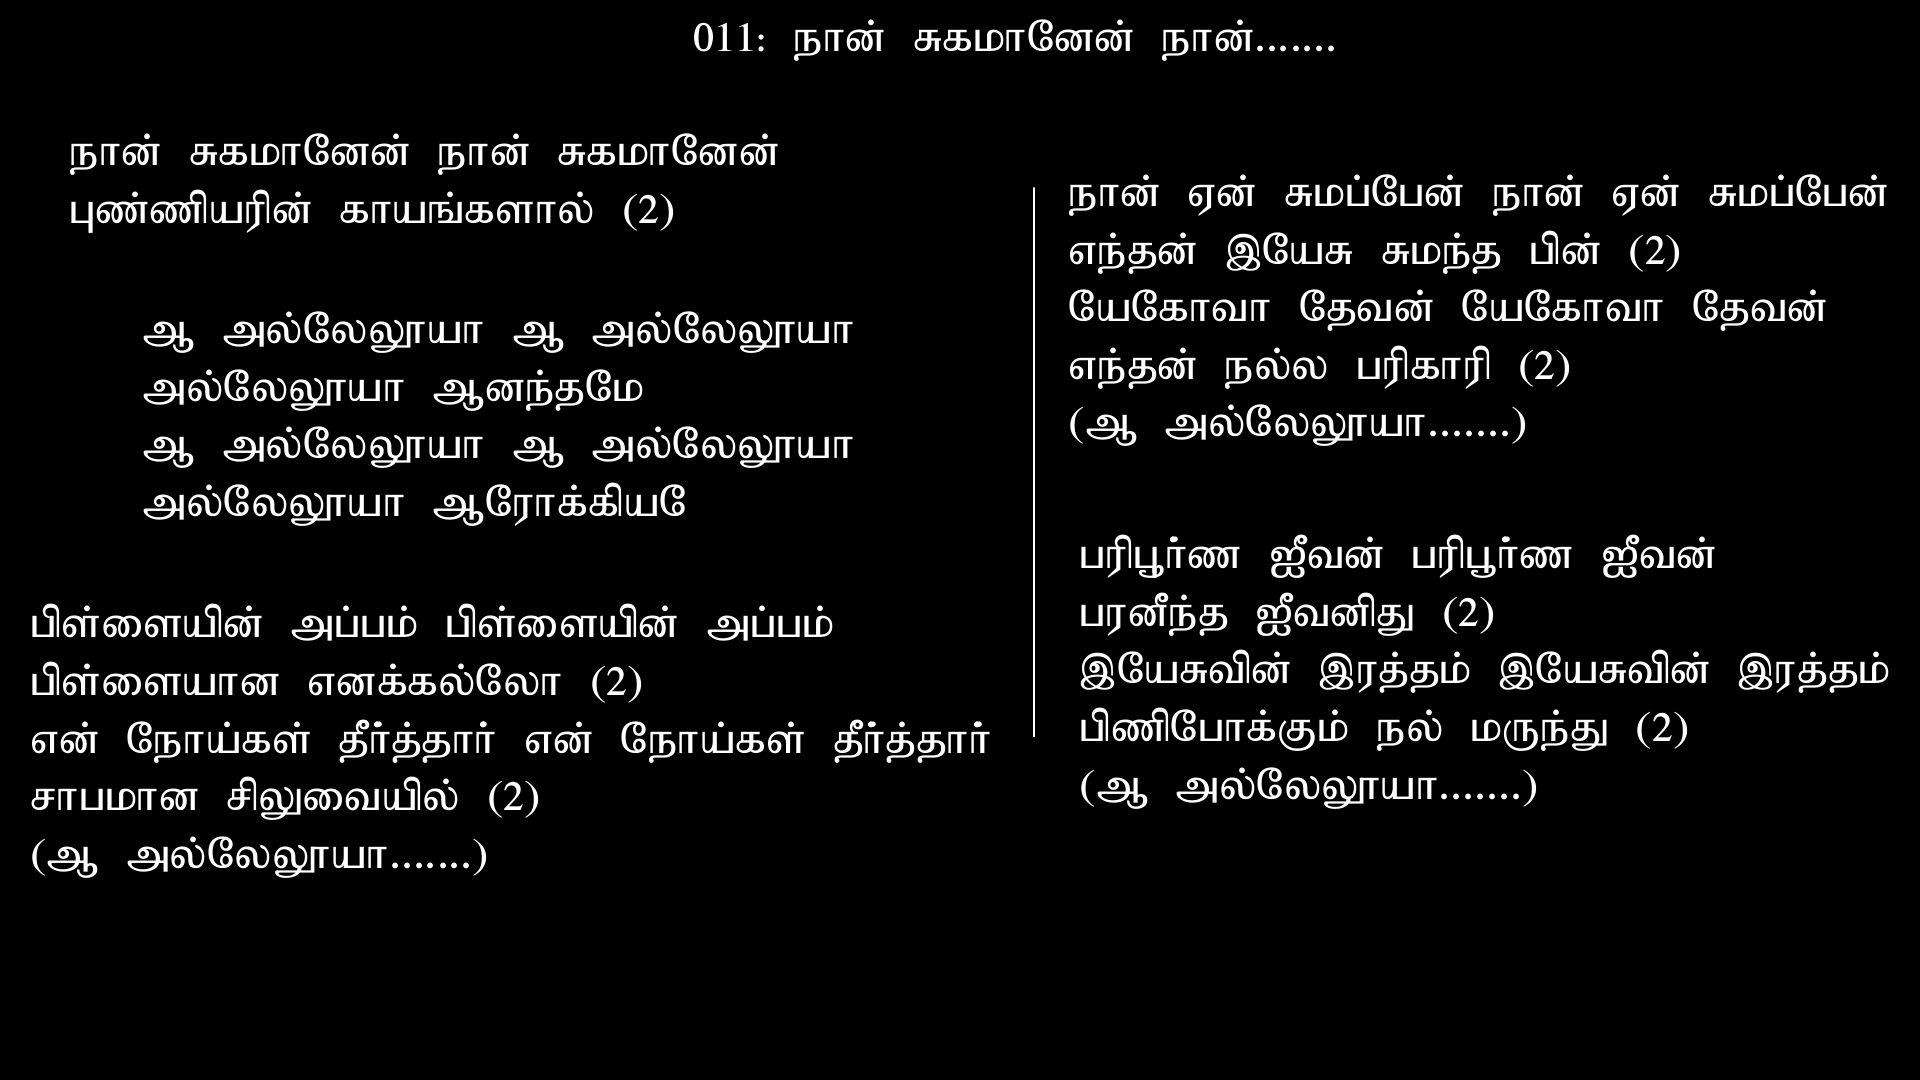 011: நான் சுகமானேன் நான்.......
நான் சுகமானேன் நான் சுகமானேன்
புண்ணியரின் காயங்களால் (2)
ஆ அல்லேலூயா ஆ அல்லேலூயா
அல்லேலூயா ஆனந்தமே
ஆ அல்லேலூயா ஆ அல்லேலூயா
அல்லேலூயா ஆரோக்கியமே
பிள்ளையின் அப்பம் பிள்ளையின் அப்பம்
பிள்ளையான எனக்கல்லோ (2)
என் நோய்கள் தீர்த்தார் என் நோய்கள் தீர்த்தார்
சாபமான சிலுவையில் (2)
(ஆ அல்லேலூயா.......)
நான் ஏன் சுமப்பேன் நான் ஏன் சுமப்பேன்
எந்தன் இயேசு சுமந்த பின் (2)
யேகோவா தேவன் யேகோவா தேவன்
எந்தன் நல்ல பரிகாரி (2)
(ஆ அல்லேலூயா.......)
பரிபூர்ண ஜீவன் பரிபூர்ண ஜீவன்
பரனீந்த ஜீவனிது (2)
இயேசுவின் இரத்தம் இயேசுவின் இரத்தம்
பிணிபோக்கும் நல் மருந்து (2)
(ஆ அல்லேலூயா.......)